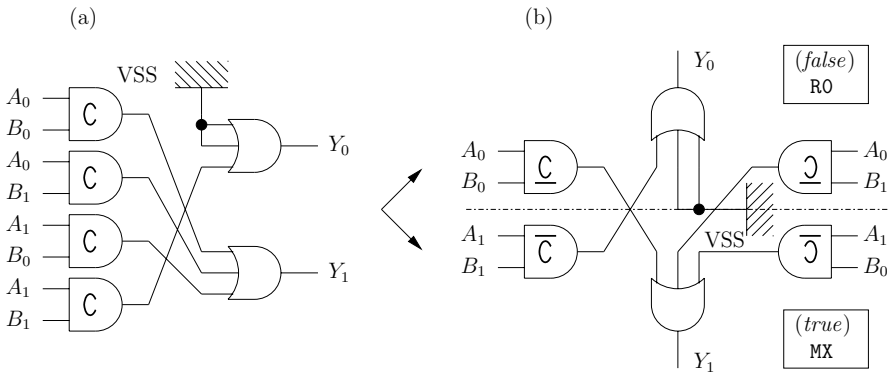 (a)
VSS
A₀
B₀
C
A₀
B₁
C
A₁
B₀
C
A₁
B₁
C
Y₀
Y₁
(b)
Y₀
(false)
R0
A₀
B₀
C
C
A₀
B₁
A₁
B₁
C
VSS
C
A₁
B₀
Y₁
(true)
MX